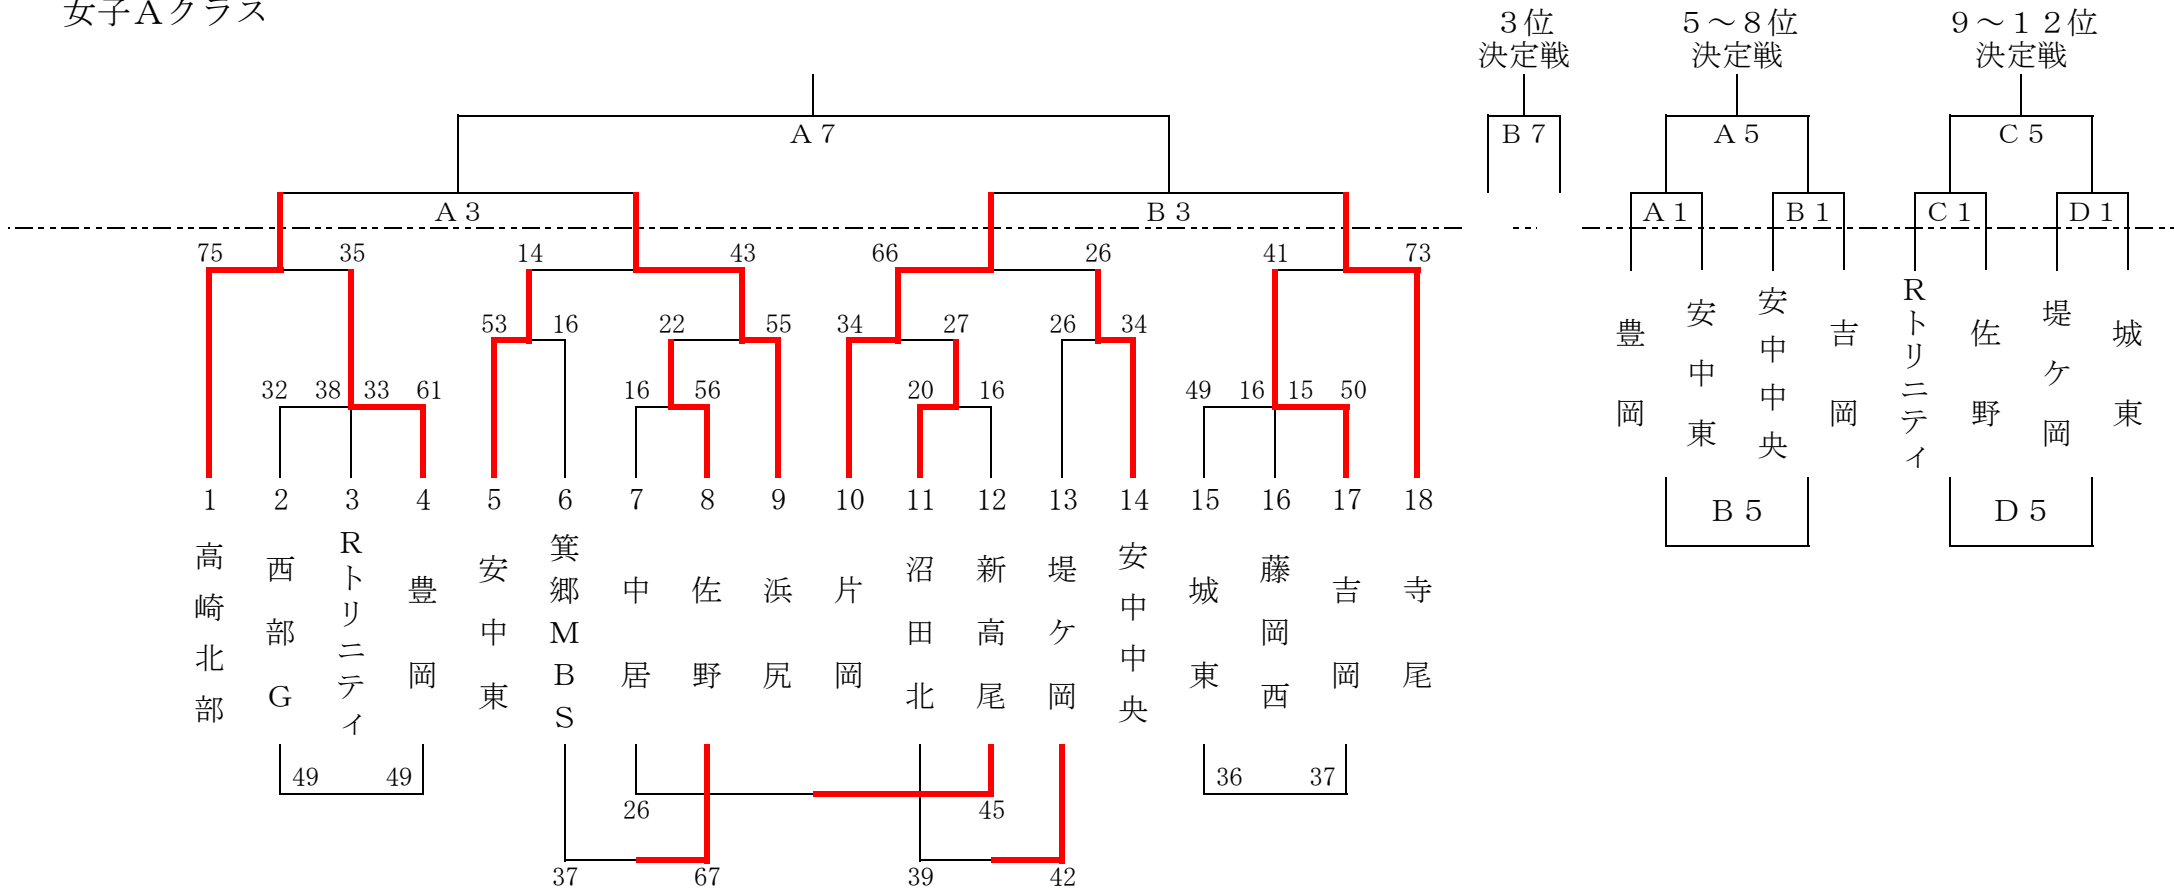 女子Aクラス
３位
決定戦
５～８位
決定戦
９～１２位
決定戦
A７
B７
A５
C５
A３
B３
A１
B１
C１
D１
75 35 14 43 66 26 41 73
53 16 22 55 34 27 26 34
32 38 33 61 16 56 20 16 49 16 15 50
1 2 3 4 5 6 7 8 9 10 11 12 13 14 15 16 17 18
高崎北部
西部G
Rトリニティ
豊岡
安中東
箕郷MBS
中居
佐野
浜尻
片岡
沼田北
新高尾
堤ケ岡
安中中央
城東
藤岡西
吉岡
寺尾
豊岡
安中東
安中中央
吉岡
Rトリニティ
佐野
堤ケ岡
城東
B５
D５
49 49
36 37
26 45
37 67 39 42